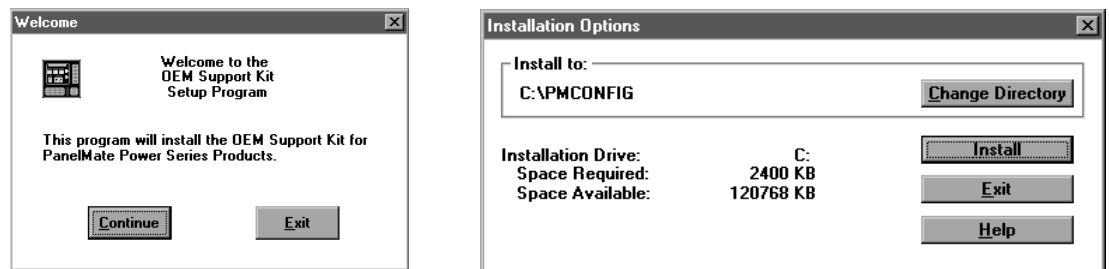 Welcome
Welcome to the
OEM Support Kit
Setup Program
This program will install the OEM Support Kit for
PanelMate Power Series Products.
Continue
Exit
Installation Options
Install to:
C:\PMCONFIG
Change Directory
Installation Drive: C:
Space Required: 2400 KB
Space Available: 120768 KB
Install
Exit
Help